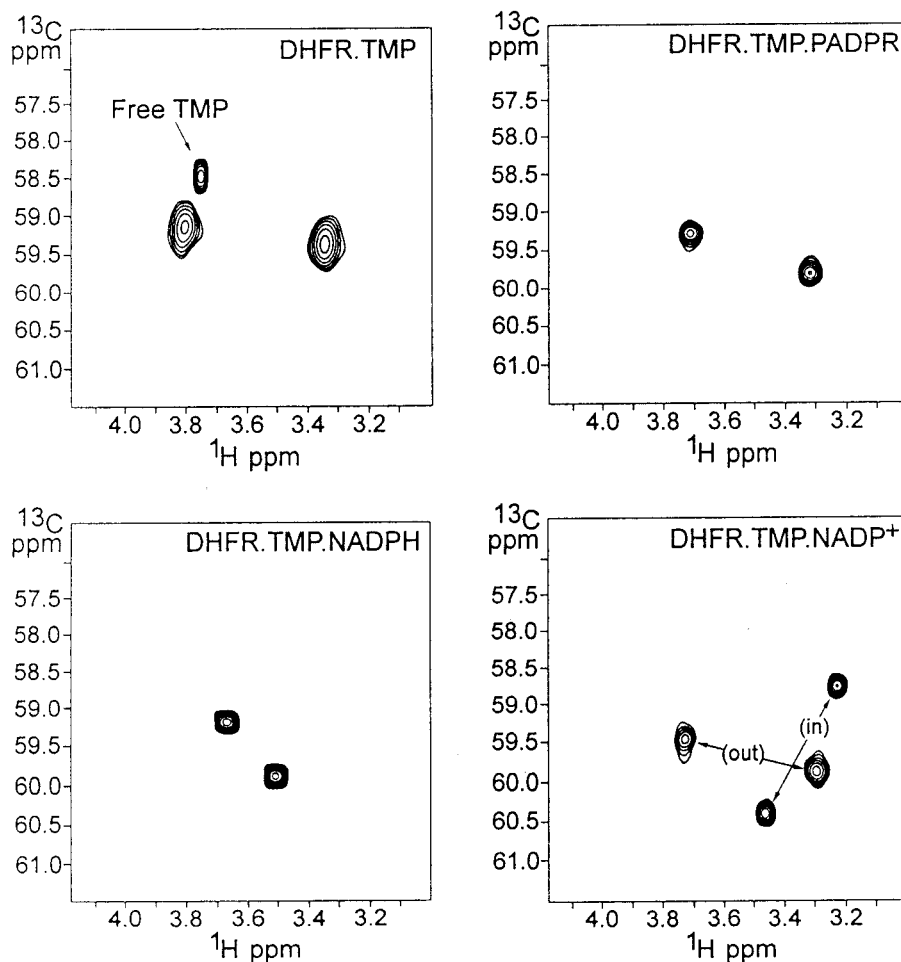 13C
ppm
DHFR.TMP
Free TMP
57.5
58.0
58.5
59.0
59.5
60.0
60.5
61.0
4.0 3.8 3.6 3.4 3.2
1H ppm
13C
ppm
DHFR.TMP.PADPR
57.5
58.0
58.5
59.0
59.5
60.0
60.5
61.0
4.0 3.8 3.6 3.4 3.2
1H ppm
13C
ppm
DHFR.TMP.NADPH
57.5
58.0
58.5
59.0
59.5
60.0
60.5
61.0
4.0 3.8 3.6 3.4 3.2
1H ppm
13C
ppm
DHFR.TMP.NADP+
57.5
58.0
58.5
59.0
59.5
60.0
60.5
61.0
(in)
(out)
4.0 3.8 3.6 3.4 3.2
1H ppm